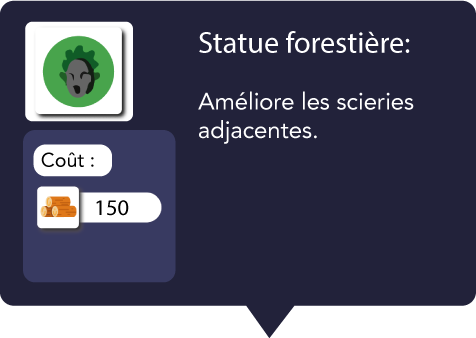 Statue forestière:
Améliore les scieries
adjacentes.
Coût :
150